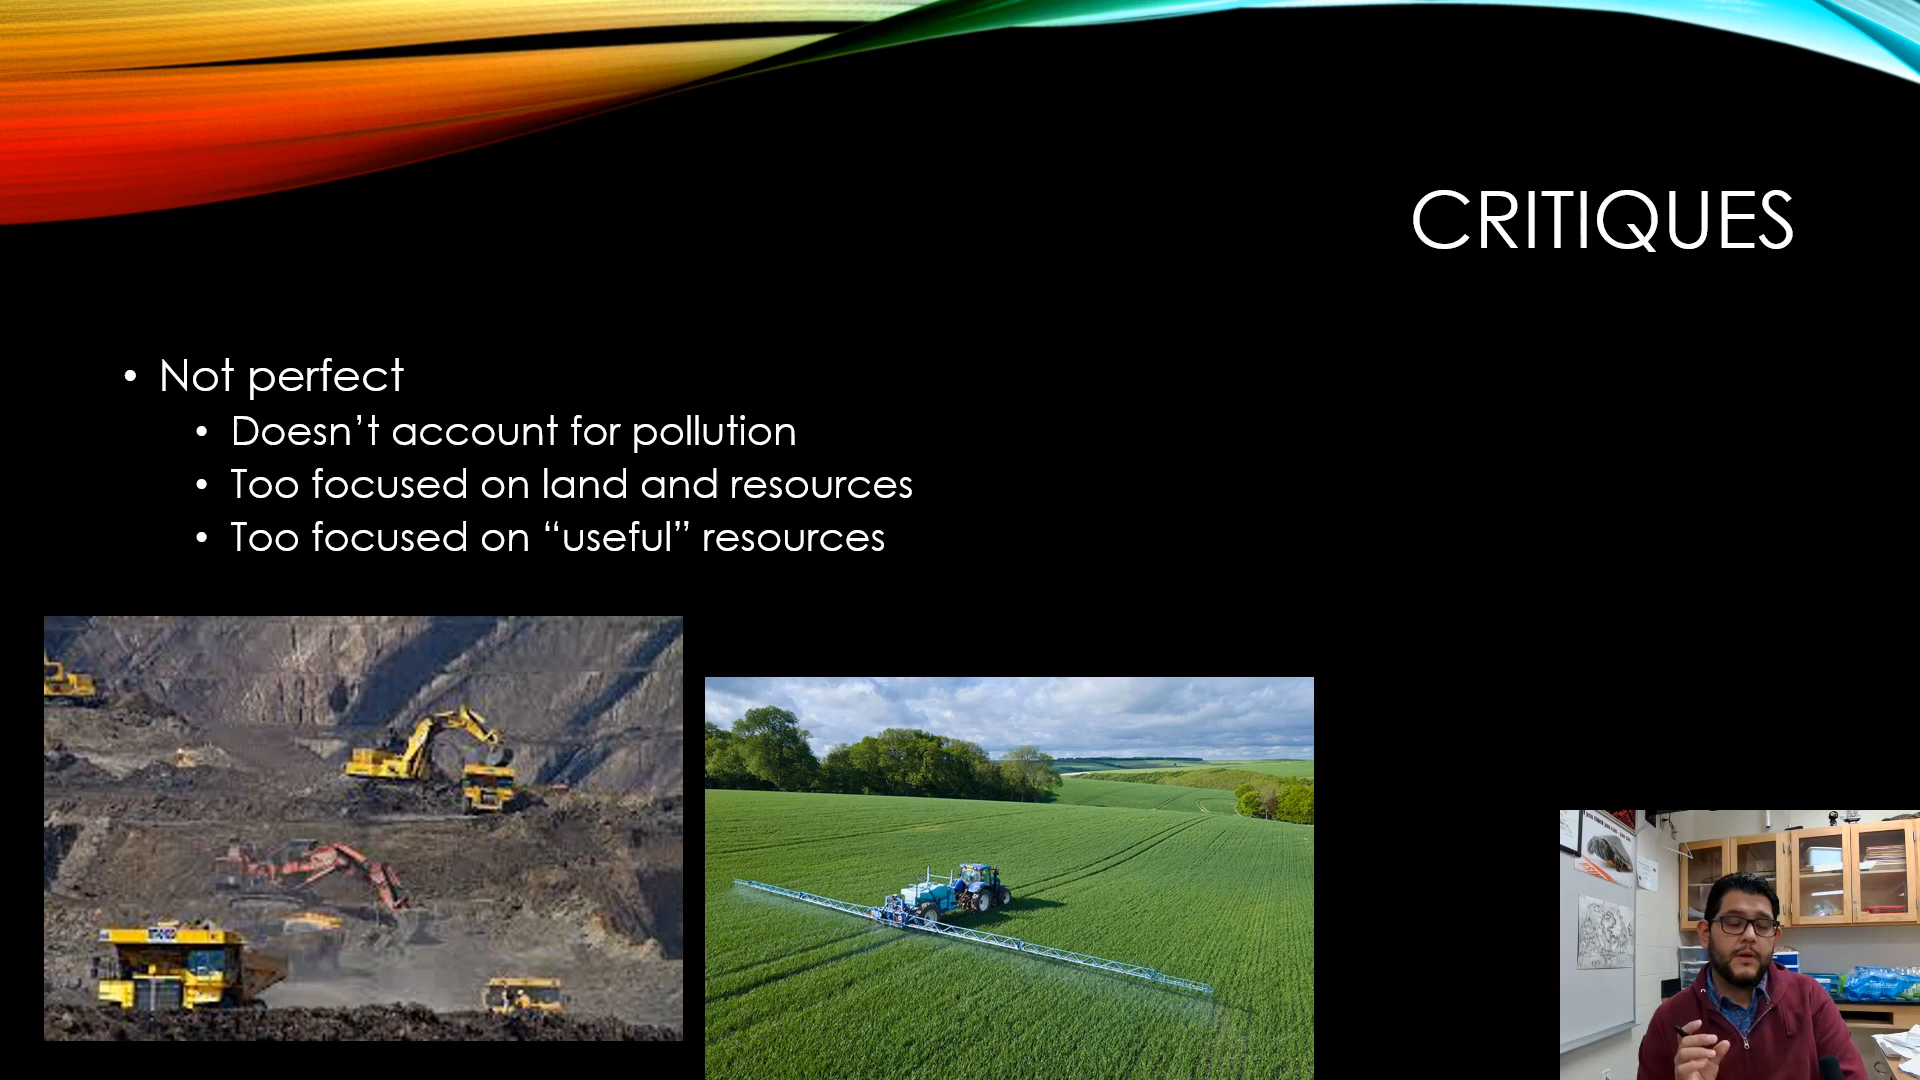 CRITIQUES
• Not perfect
• Doesn’t account for pollution
• Too focused on land and resources
• Too focused on “useful” resources